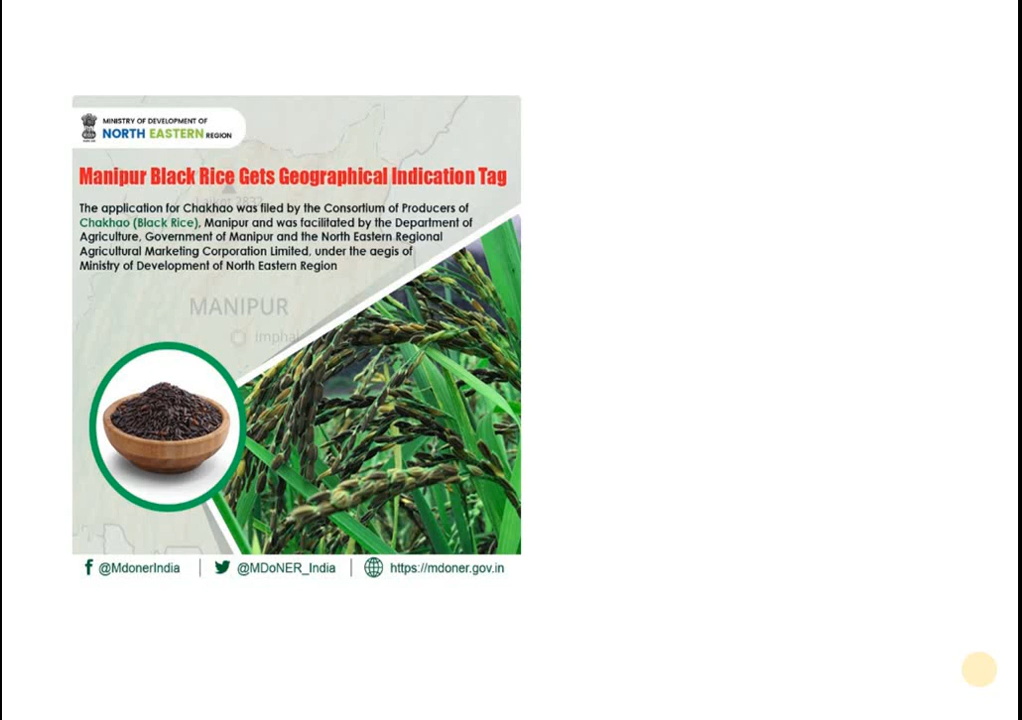 MINISTRY OF DEVELOPMENT OF
NORTH EASTERN REGION
Manipur Black Rice Gets Geographical Indication Tag
The application for Chakhao was filed by the Consortium of Producers of
Chakhao (Black Rice), Manipur and was facilitated by the Department of
Agriculture, Government of Manipur and the North Eastern Regional
Agricultural Marketing Corporation Limited, under the aegis of
Ministry of Development of North Eastern Region
MANIPUR
imphal
@MdonerIndia
@MDoNER_India
https://mdoner.gov.in